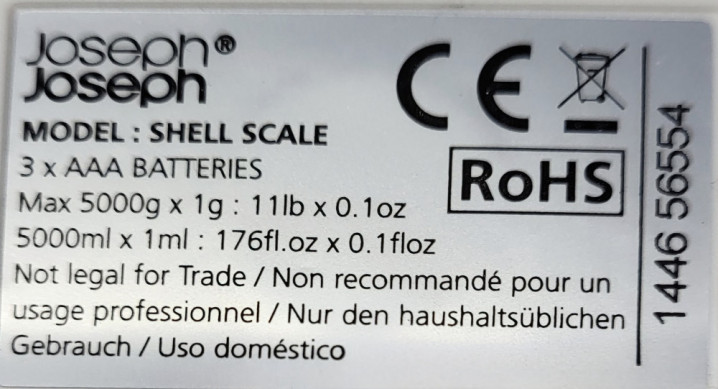 Joseph®
Joseph
CE
MODEL : SHELL SCALE
3 x AAA BATTERIES
RoHS
Max 5000g x 1g : 11lb x 0.1oz
5000ml x 1ml : 176fl.oz x 0.1floz
Not legal for Trade / Non recommandé pour un
usage professionnel / Nur den haushaltsüblichen
Gebrauch / Uso doméstico
1446 56554